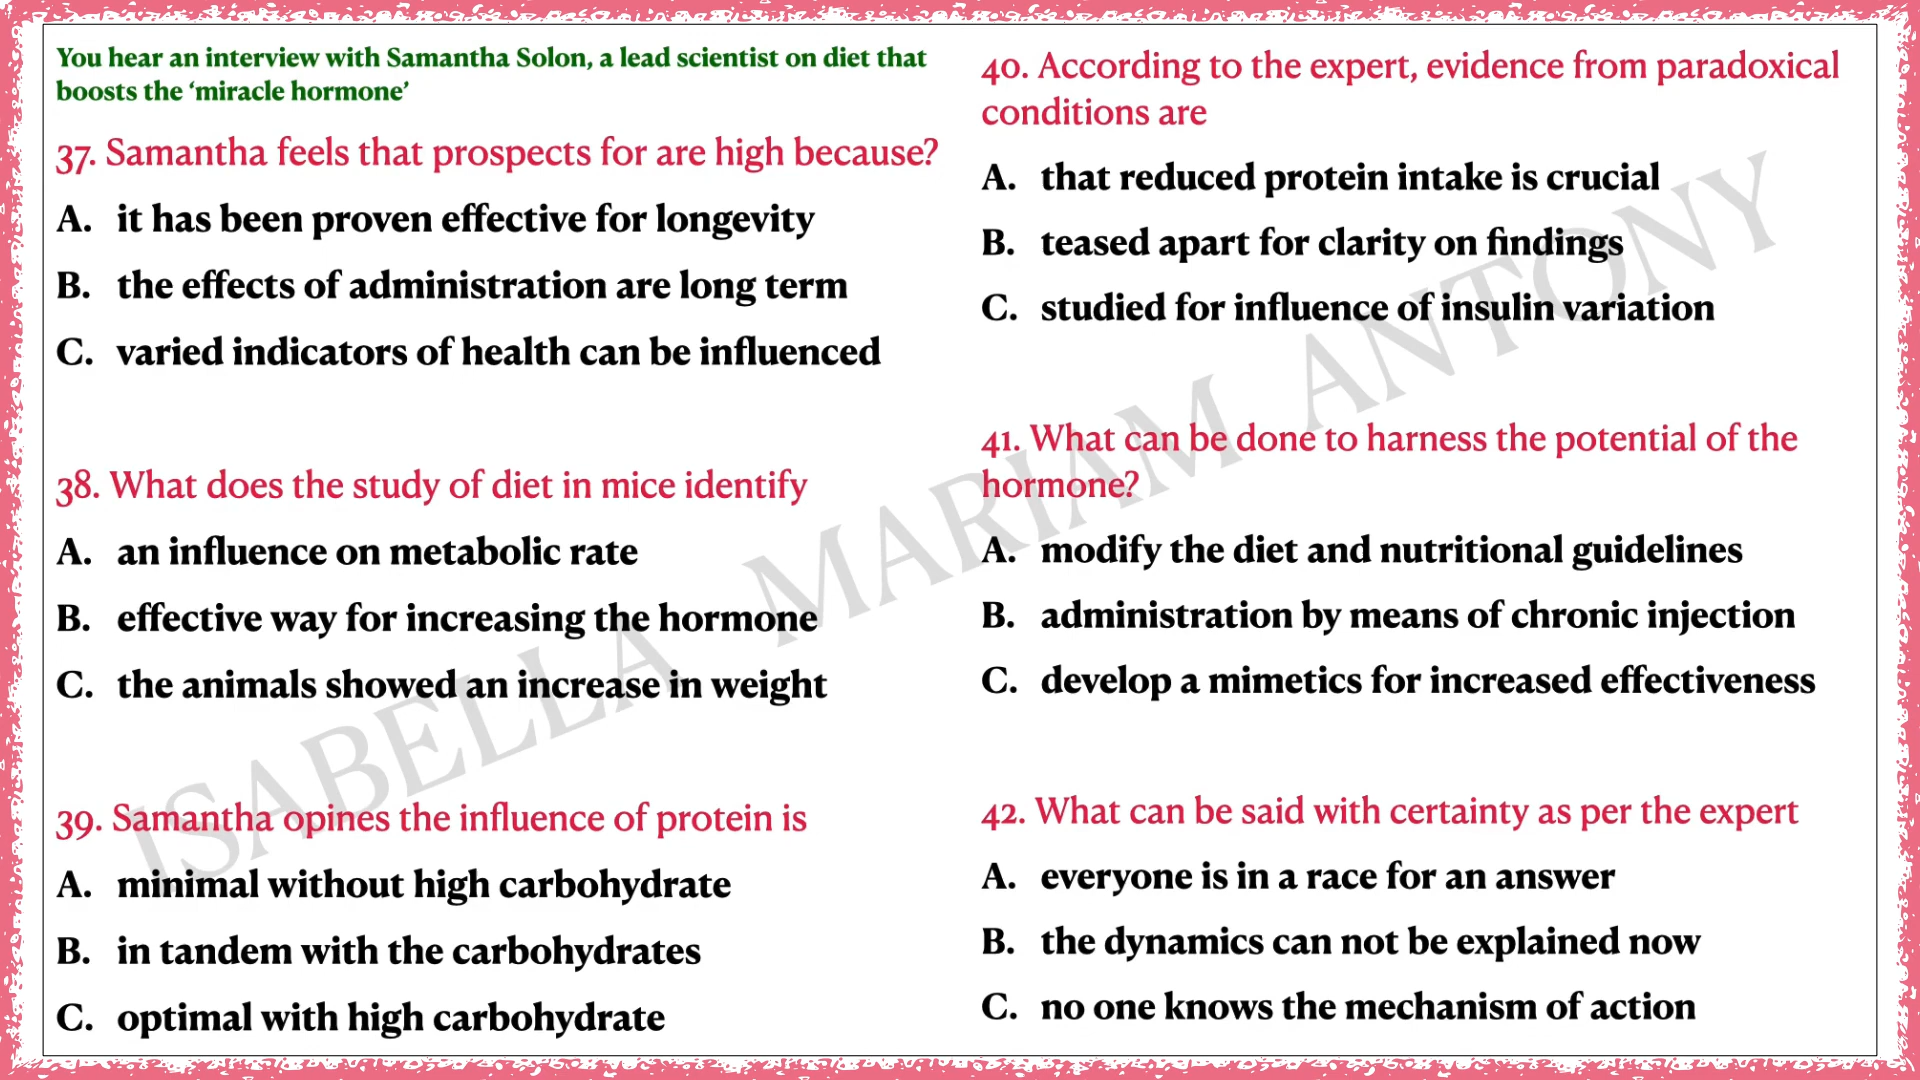 You hear an interview with Samantha Solon, a lead scientist on diet that
boosts the ‘miracle hormone’
37. Samantha feels that prospects for are high because?
A. it has been proven effective for longevity
B. the effects of administration are long term
C. varied indicators of health can be influenced
38. What does the study of diet in mice identify
A. an influence on metabolic rate
B. effective way for increasing the hormone
C. the animals showed an increase in weight
39. Samantha opines the influence of protein is
A. minimal without high carbohydrate
B. in tandem with the carbohydrates
C. optimal with high carbohydrate
40. According to the expert, evidence from paradoxical
conditions are
A. that reduced protein intake is crucial
B. teased apart for clarity on findings
C. studied for influence of insulin variation
41. What can be done to harness the potential of the
hormone?
A. modify the diet and nutritional guidelines
B. administration by means of chronic injection
C. develop a mimetics for increased effectiveness
42. What can be said with certainty as per the expert
A. everyone is in a race for an answer
B. the dynamics can not be explained now
C. no one knows the mechanism of action
ISABELLA MARIAM ANTONY